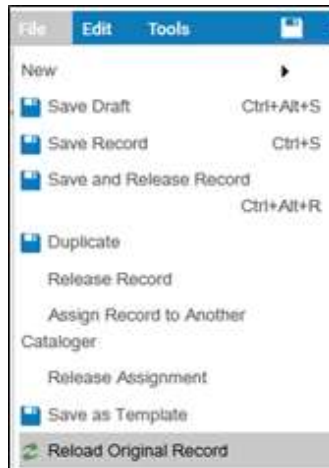 File Edit Tools
New
Save Draft Ctrl+Alt+S
Save Record Ctrl+S
Save and Release Record
Ctrl+Alt+R
Duplicate
Release Record
Assign Record to Another
Cataloger
Release Assignment
Save as Template
Reload Original Record